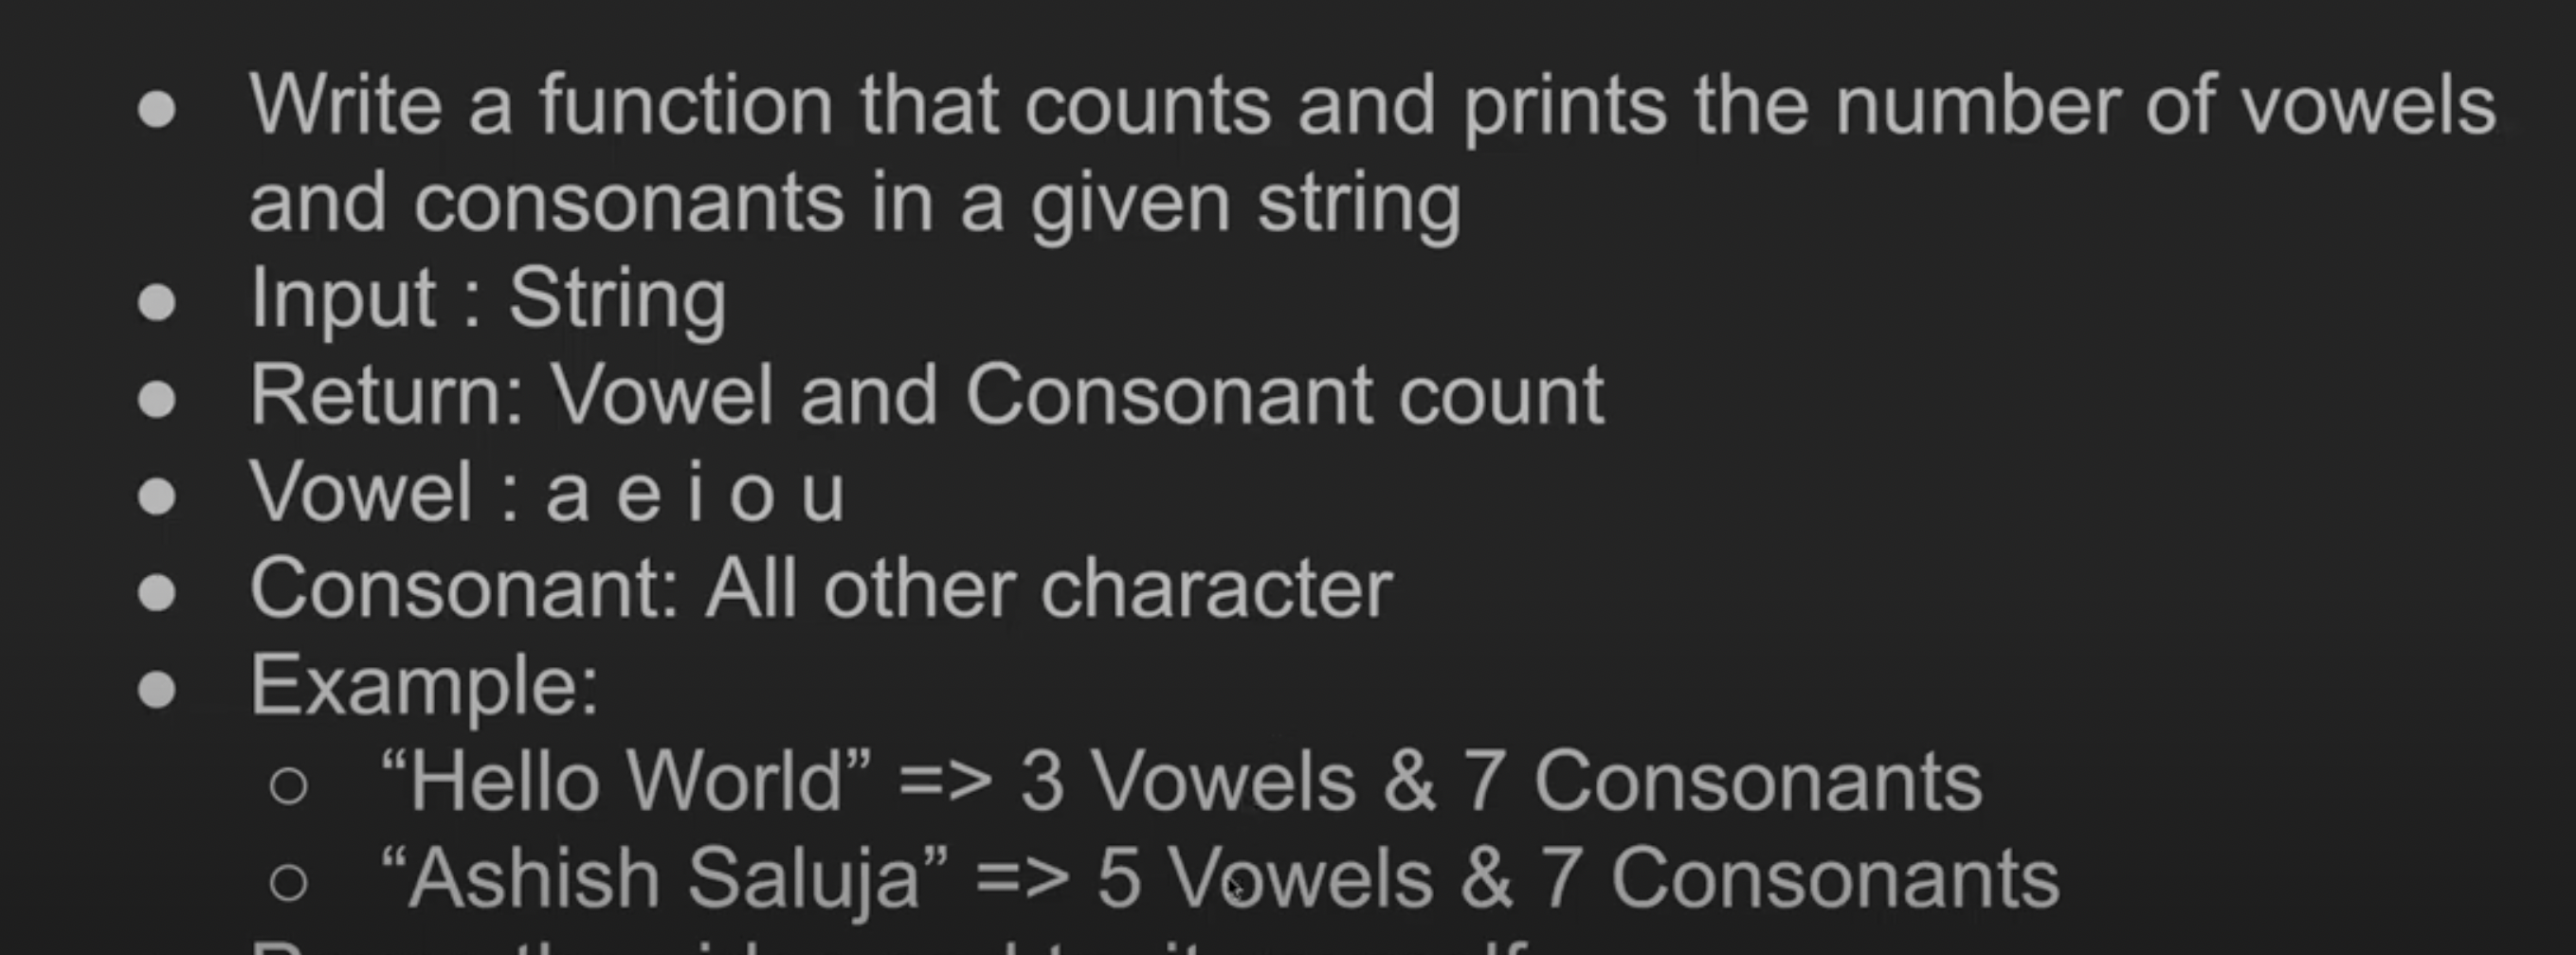 ● Write a function that counts and prints the number of vowels
and consonants in a given string
● Input : String
● Return: Vowel and Consonant count
● Vowel : a e i o u
● Consonant: All other character
● Example:
○ “Hello World” => 3 Vowels & 7 Consonants
○ “Ashish Saluja” => 5 Vowels & 7 Consonants